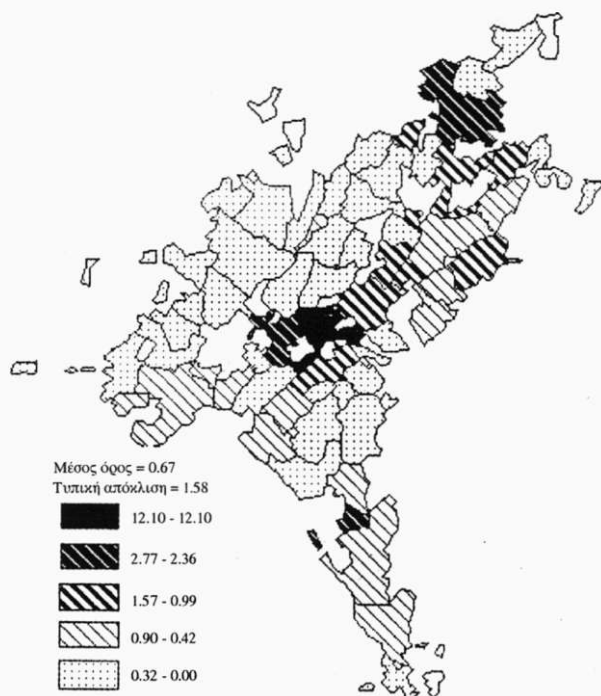 Μέσος όρος = 0.67
Τυπική απόκλιση = 1.58
12.10 - 12.10
2.77 - 2.36
1.57 - 0.99
0.90 - 0.42
0.32 - 0.00